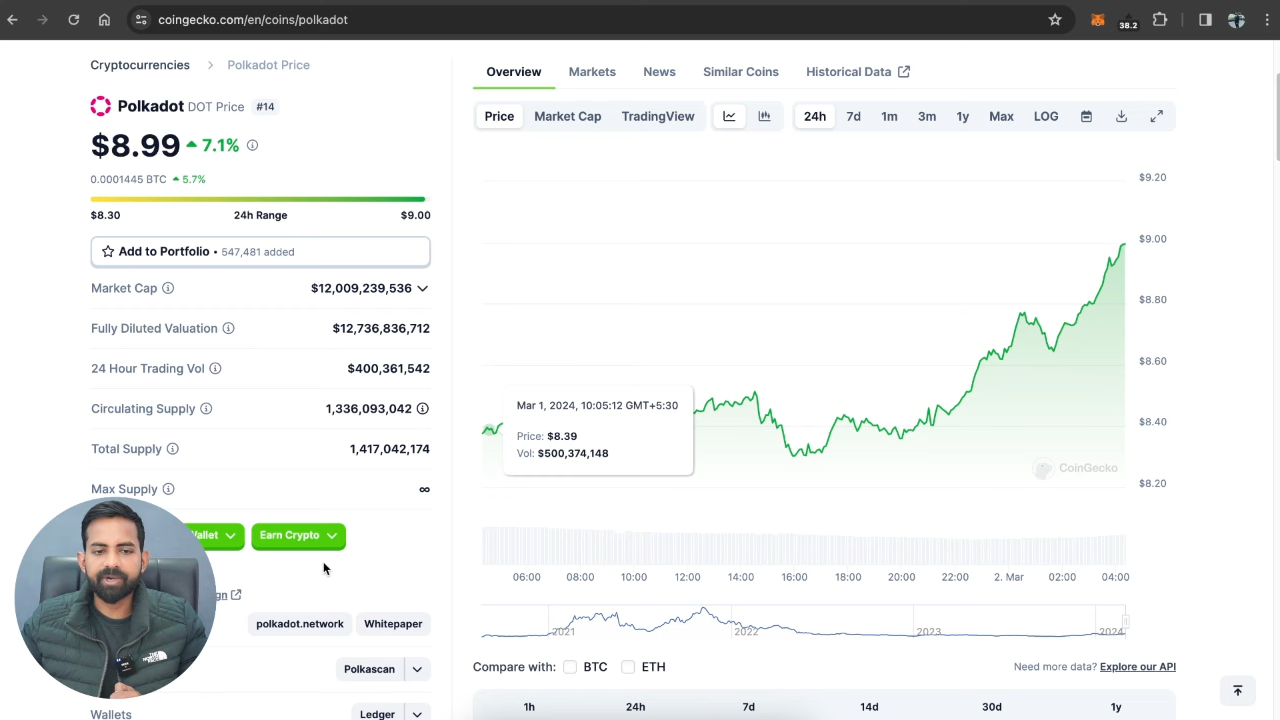 coingecko.com/en/coins/polkadot
38.2
Cryptocurrencies > Polkadot Price
Polkadot DOT Price #14
$8.99 7.1%
0.0001445 BTC 5.7%
$8.30 24h Range $9.00
Add to Portfolio • 547,481 added
Market Cap $12,009,239,536
Fully Diluted Valuation $12,736,836,712
24 Hour Trading Vol $400,361,542
Circulating Supply 1,336,093,042
Total Supply 1,417,042,174
Max Supply ∞
Earn Crypto
polkadot.network Whitepaper
Polkascan
Wallets Ledger
Overview Markets News Similar Coins Historical Data
Price Market Cap TradingView 24h 7d 1m 3m 1y Max LOG
$9.20
$9.00
$8.80
$8.60
$8.40
$8.20
Mar 1, 2024, 10:05:12 GMT+5:30
Price: $8.39
Vol: $500,374,148
CoinGecko
06:00 08:00 10:00 12:00 14:00 16:00 18:00 20:00 22:00 2. Mar 02:00 04:00
2021 2022 2023 2024
Compare with: BTC ETH Need more data? Explore our API
1h 24h 7d 14d 30d 1y
THE NORTH FACE